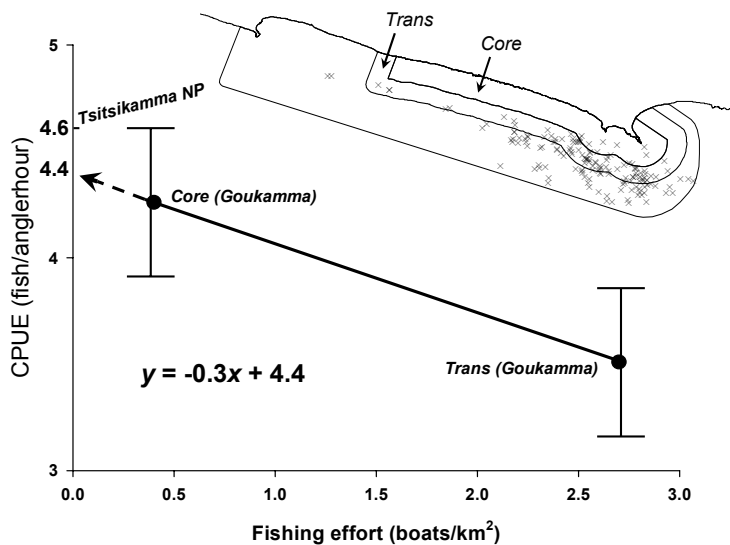 Trans
Core
5
Tsitsikamma NP
4.6
4.4
Core (Goukamma)
4
CPUE (fish/anglerhour)
Trans (Goukamma)
y = -0.3x + 4.4
3
0.0 0.5 1.0 1.5 2.0 2.5 3.0
Fishing effort (boats/km²)